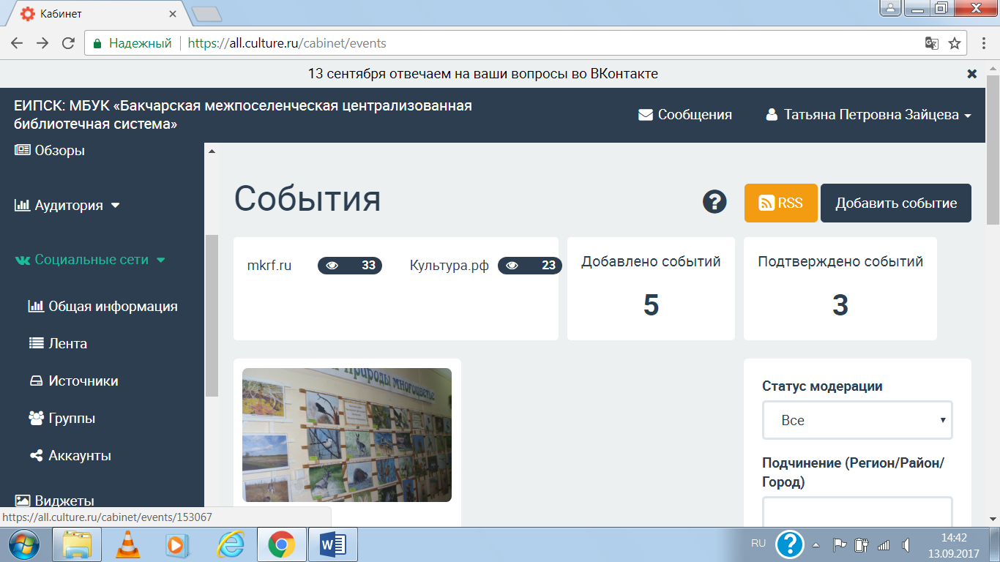 Кабинет
Надежный
https://all.culture.ru/cabinet/events
13 сентября отвечаем на ваши вопросы во ВКонтакте
ЕИПСК: МБУК «Бакчарская межпоселенческая централизованная
библиотечная система»
Сообщения
Татьяна Петровна Зайцева
Обзоры
Аудитория
Социальные сети
Общая информация
Лента
Источники
Группы
Аккаунты
Виджеты
События
RSS
Добавить событие
mkrf.ru 33
Культура.рф 23
Добавлено событий
5
Подтверждено событий
3
природы многоцветье
Статус модерации
Все
Подчинение (Регион/Район/
Город)
https://all.culture.ru/cabinet/events/153067
RU
14:42
13.09.2017